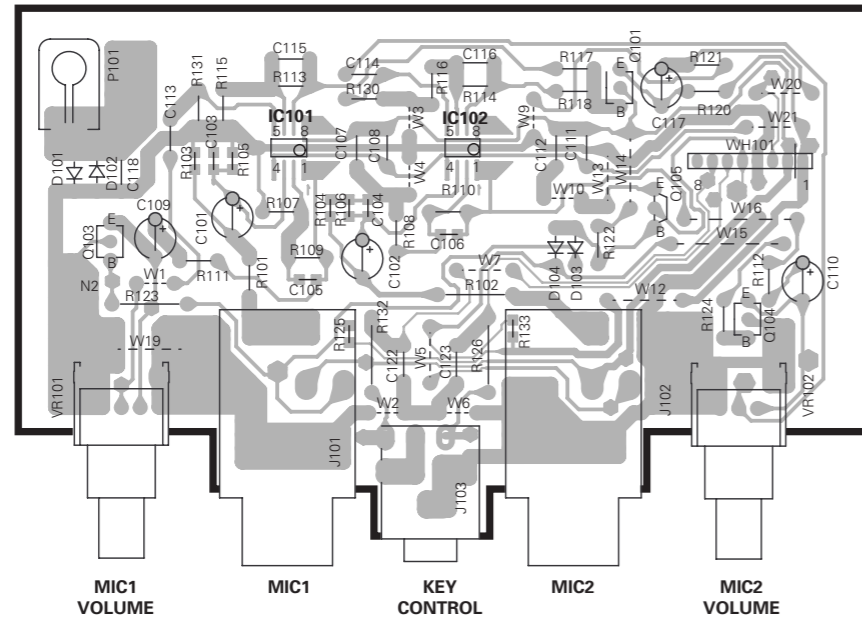 C115
C114
C116
Q101
P101
R131
R115
R113
R130
R116
R114
R117
R118
E
B
R121
R120
C117
W20
W21
C113
IC101
5 8
4 1
IC102
5 8
4 1
W3
W4
W9
R103
C103
R105
C107
C108
C112
C111
W13
W14
WH101
8 1
D101
D102
C118
C109
C101
R107
R104
R106
C104
R108
R110
C106
W10
E
B
Q105
W16
W15
Q103
E
B
N2
W1
R111
R101
R109
C105
C102
W7
R102
D104
D103
R122
R112
C110
R123
W12
R124
E
B
Q104
W19
R125
R132
C122
W5
C123
R126
R133
VR101
W2
W6
J101
J103
J102
VR102
MIC1
VOLUME
MIC1
KEY
CONTROL
MIC2
MIC2
VOLUME